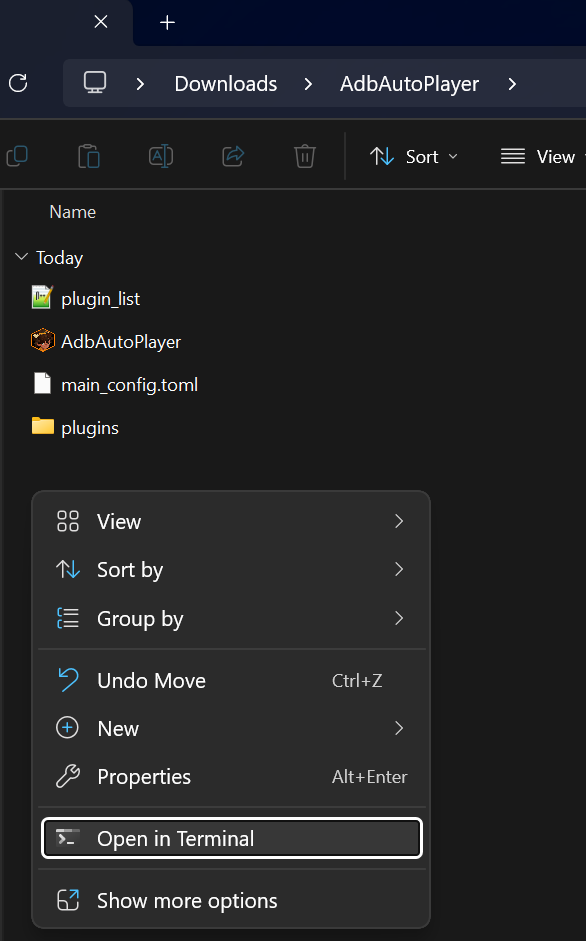 Downloads
AdbAutoPlayer
Sort
View
Name
Today
plugin_list
AdbAutoPlayer
main_config.toml
plugins
View
Sort by
Group by
Undo Move Ctrl+Z
New
Properties Alt+Enter
Open in Terminal
Show more options